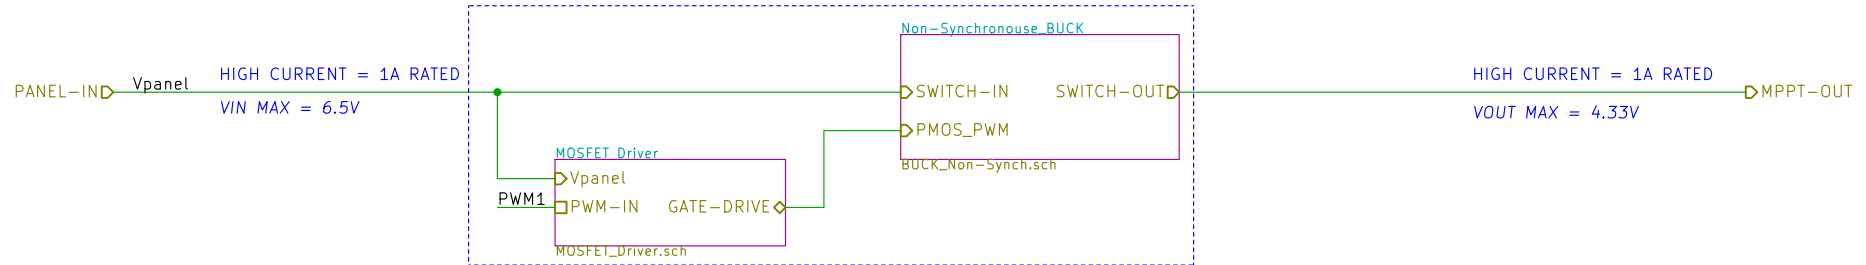 Non-Synchronouse_BUCK
HIGH CURRENT = 1A RATED
HIGH CURRENT = 1A RATED
PANEL-IN
Vpanel
SWITCH-IN
SWITCH-OUT
MPPT-OUT
VIN MAX = 6.5V
VOUT MAX = 4.33V
PMOS_PWM
MOSFET Driver
BUCK_Non-Synch.sch
Vpanel
PWM1
PWM-IN
GATE-DRIVE
MOSFET_Driver.sch